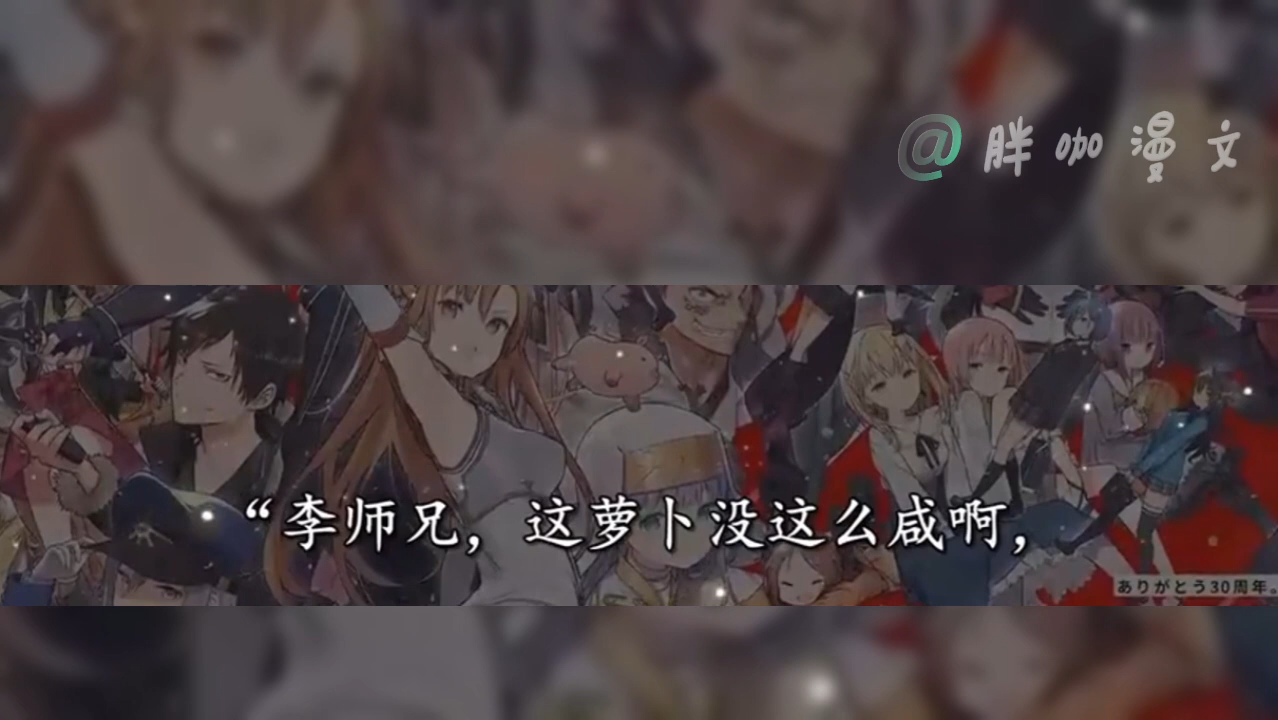 @胖咖漫文
“李师兄，这萝卜没这么咸啊，
ありがとう30周年。